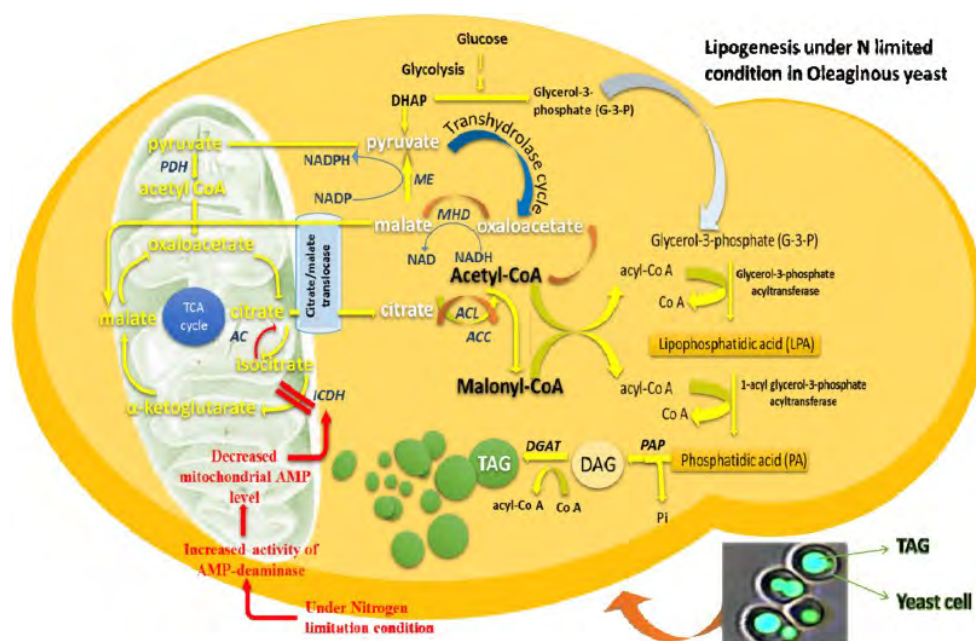 Lipogenesis under N limited
condition in Oleaginous yeast
Glucose
Glycolysis
DHAP
Glycerol-3-
phosphate (G-3-P)
pyruvate
Transhydrolase cycle
pyruvate
PDH
acetyl CoA
NADPH
NADP
ME
malate
MHD
oxaloacetate
NAD
NADH
oxaloacetate
Citrate/malate
translocase
Acetyl-CoA
malate
TCA
cycle
citrate
citrate
ACL
ACC
AC
isocitrate
Malonyl-CoA
ICDH
α-ketoglutarate
Glycerol-3-phosphate (G-3-P)
acyl-Co A
Glycerol-3-phosphate
acyltransferase
Co A
Lipophosphatidic acid (LPA)
acyl-Co A
1-acyl glycerol-3-phosphate
acyltransferase
Co A
Phosphatidic acid (PA)
PAP
Pi
DAG
DGAT
TAG
acyl-Co A
Co A
Decreased
mitochondrial AMP
level
Increased activity of
AMP-deaminase
Under Nitrogen
limitation condition
TAG
Yeast cell